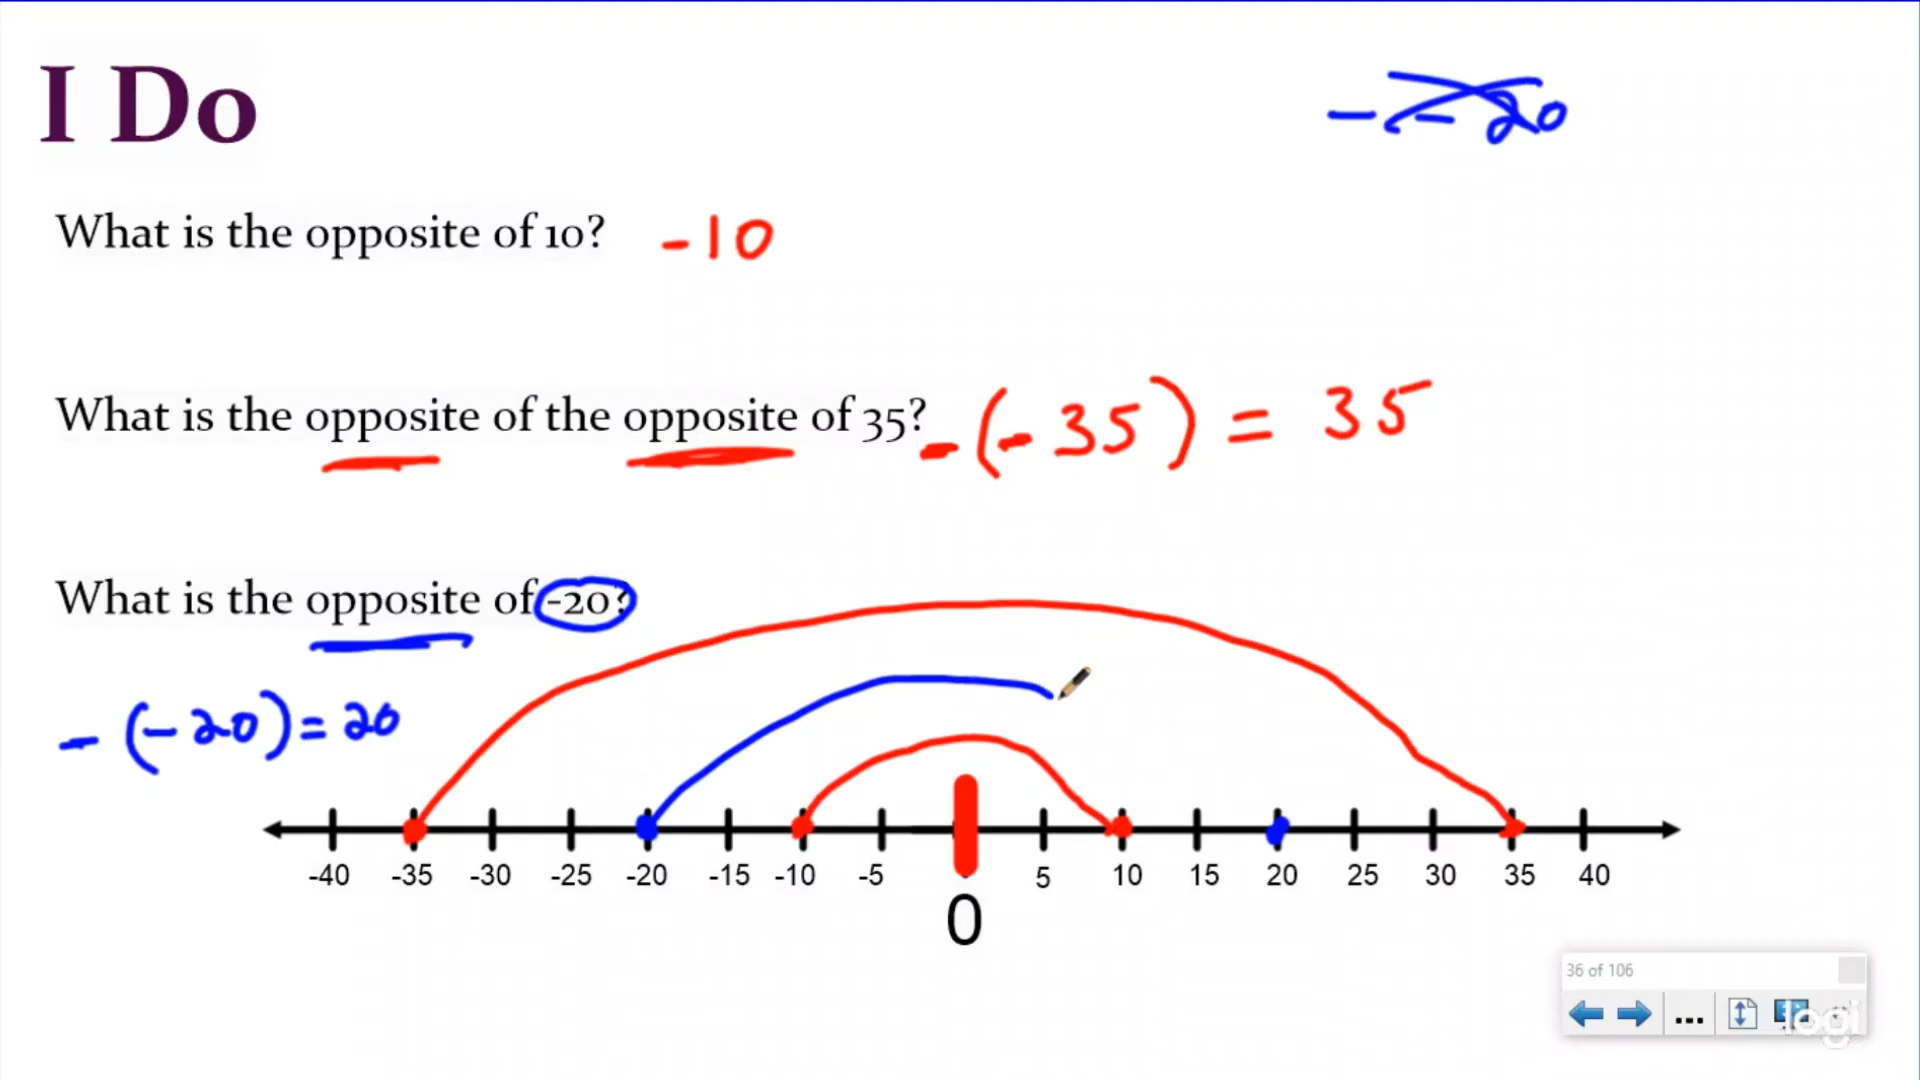 I Do
- - 20
What is the opposite of 10? -10
What is the opposite of the opposite of 35? -(-35) = 35
What is the opposite of -20?
-(-20) = 20
-40 -35 -30 -25 -20 -15 -10 -5 5 10 15 20 25 30 35 40
0
36 of 106
...
logi